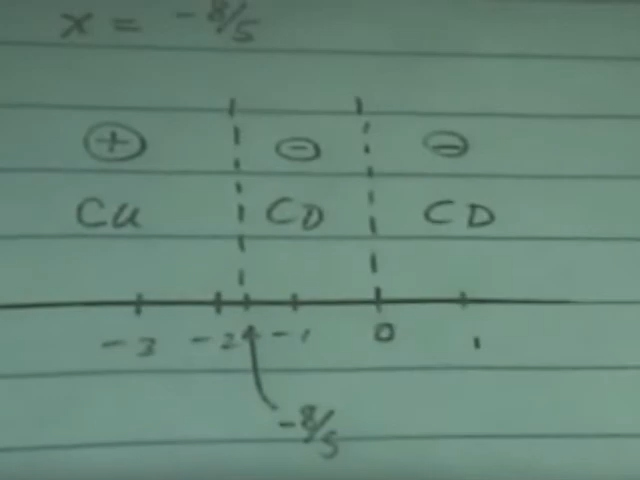 x = -8/5
+ - -
CU CD CD
-3 -2 -1 0 1
-8/5